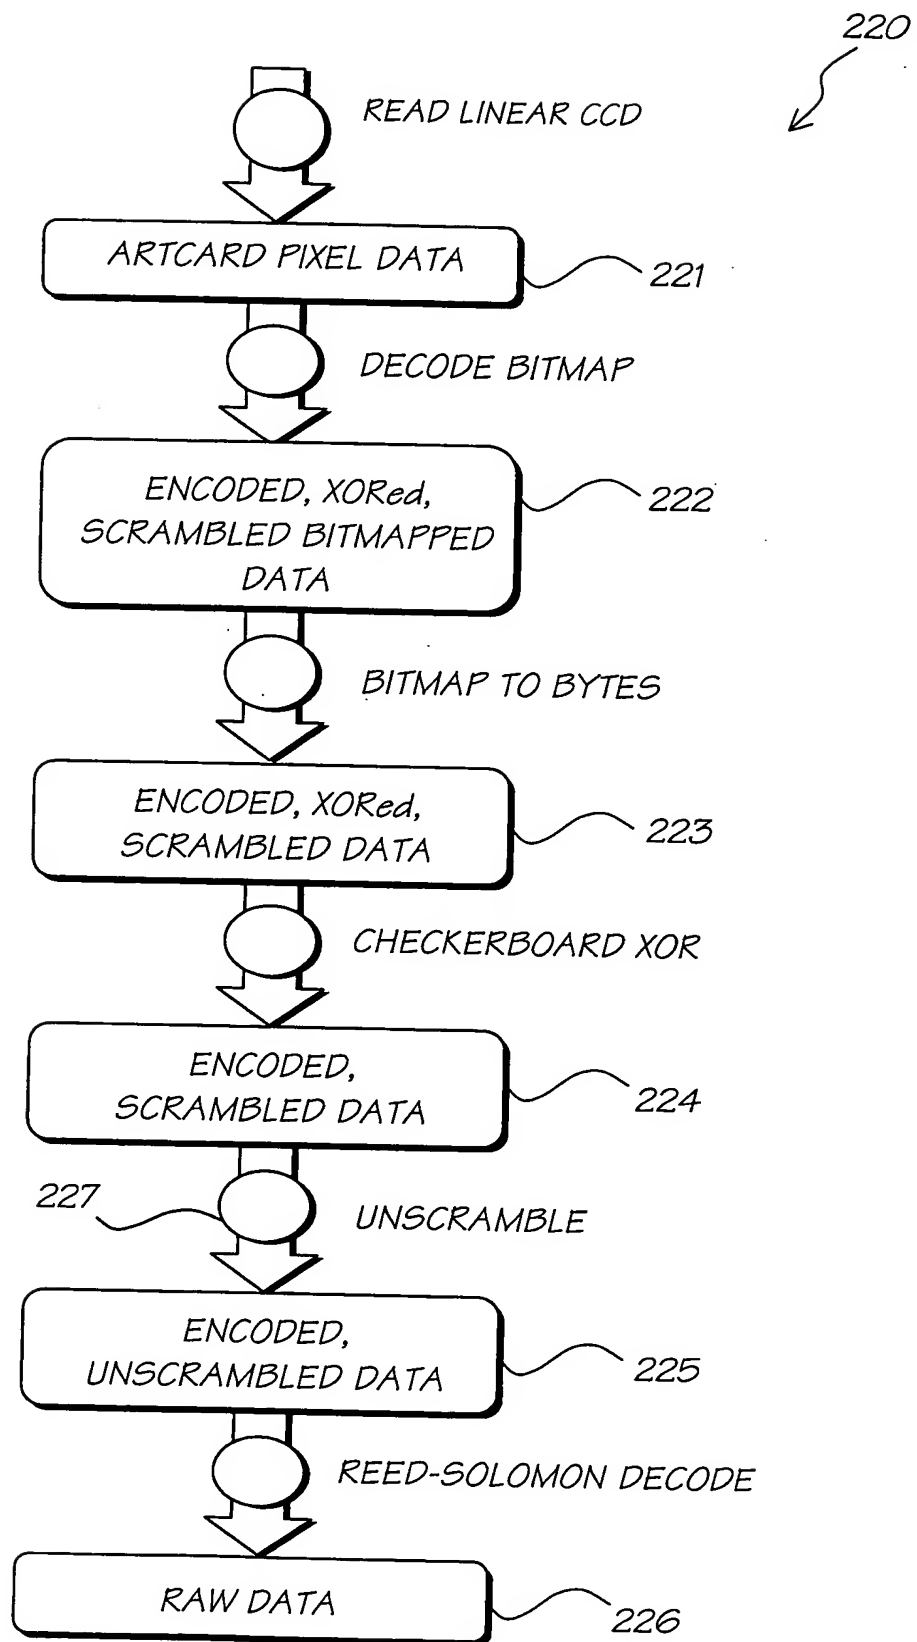 220
READ LINEAR CCD
ARTCARD PIXEL DATA
221
DECODE BITMAP
ENCODED, XORed,
SCRAMBLED BITMAPPED
DATA
222
BITMAP TO BYTES
ENCODED, XORed,
SCRAMBLED DATA
223
CHECKERBOARD XOR
ENCODED,
SCRAMBLED DATA
224
227
UNSCRAMBLE
ENCODED,
UNSCRAMBLED DATA
225
REED-SOLOMON DECODE
RAW DATA
226